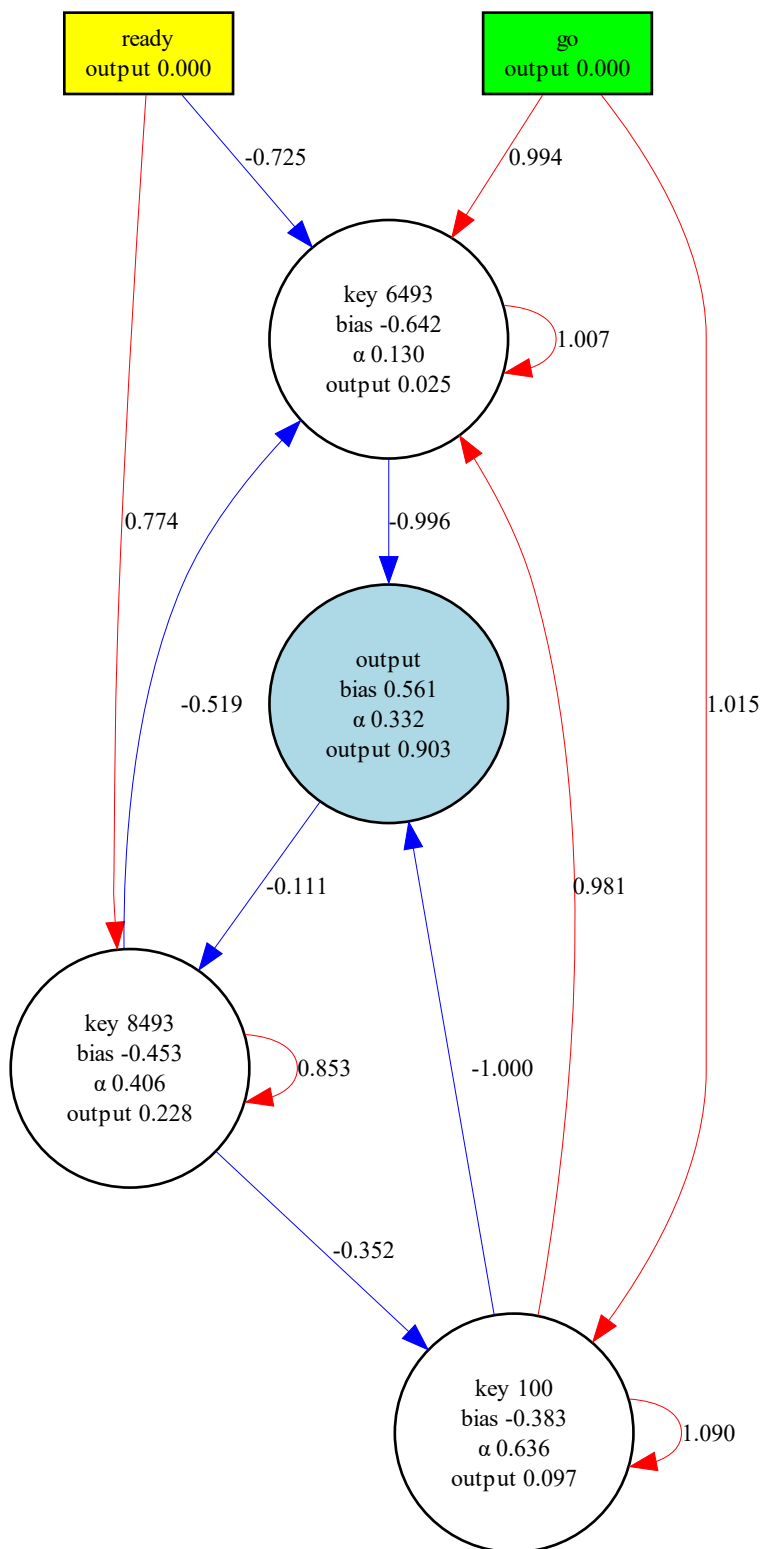 ready
output 0.000
go
output 0.000
-0.725
0.994
key 6493
bias -0.642
α 0.130
output 0.025
1.007
0.774
-0.996
output
bias 0.561
α 0.332
output 0.903
-0.519
1.015
-0.111
0.981
key 8493
bias -0.453
α 0.406
output 0.228
0.853
-1.000
-0.352
key 100
bias -0.383
α 0.636
output 0.097
1.090